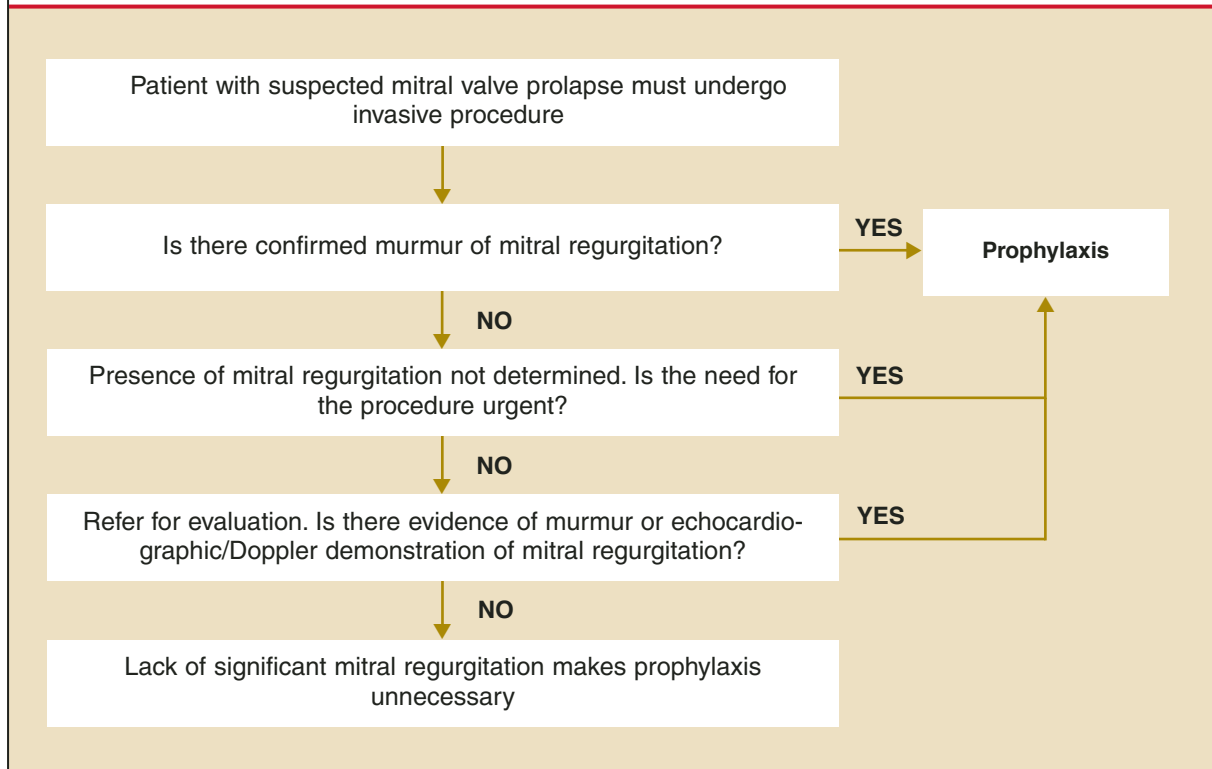 Patient with suspected mitral valve prolapse must undergo
invasive procedure
Is there confirmed murmur of mitral regurgitation?
YES
Prophylaxis
NO
Presence of mitral regurgitation not determined. Is the need for
the procedure urgent?
YES
NO
Refer for evaluation. Is there evidence of murmur or echocardio-
graphic/Doppler demonstration of mitral regurgitation?
YES
NO
Lack of significant mitral regurgitation makes prophylaxis
unnecessary